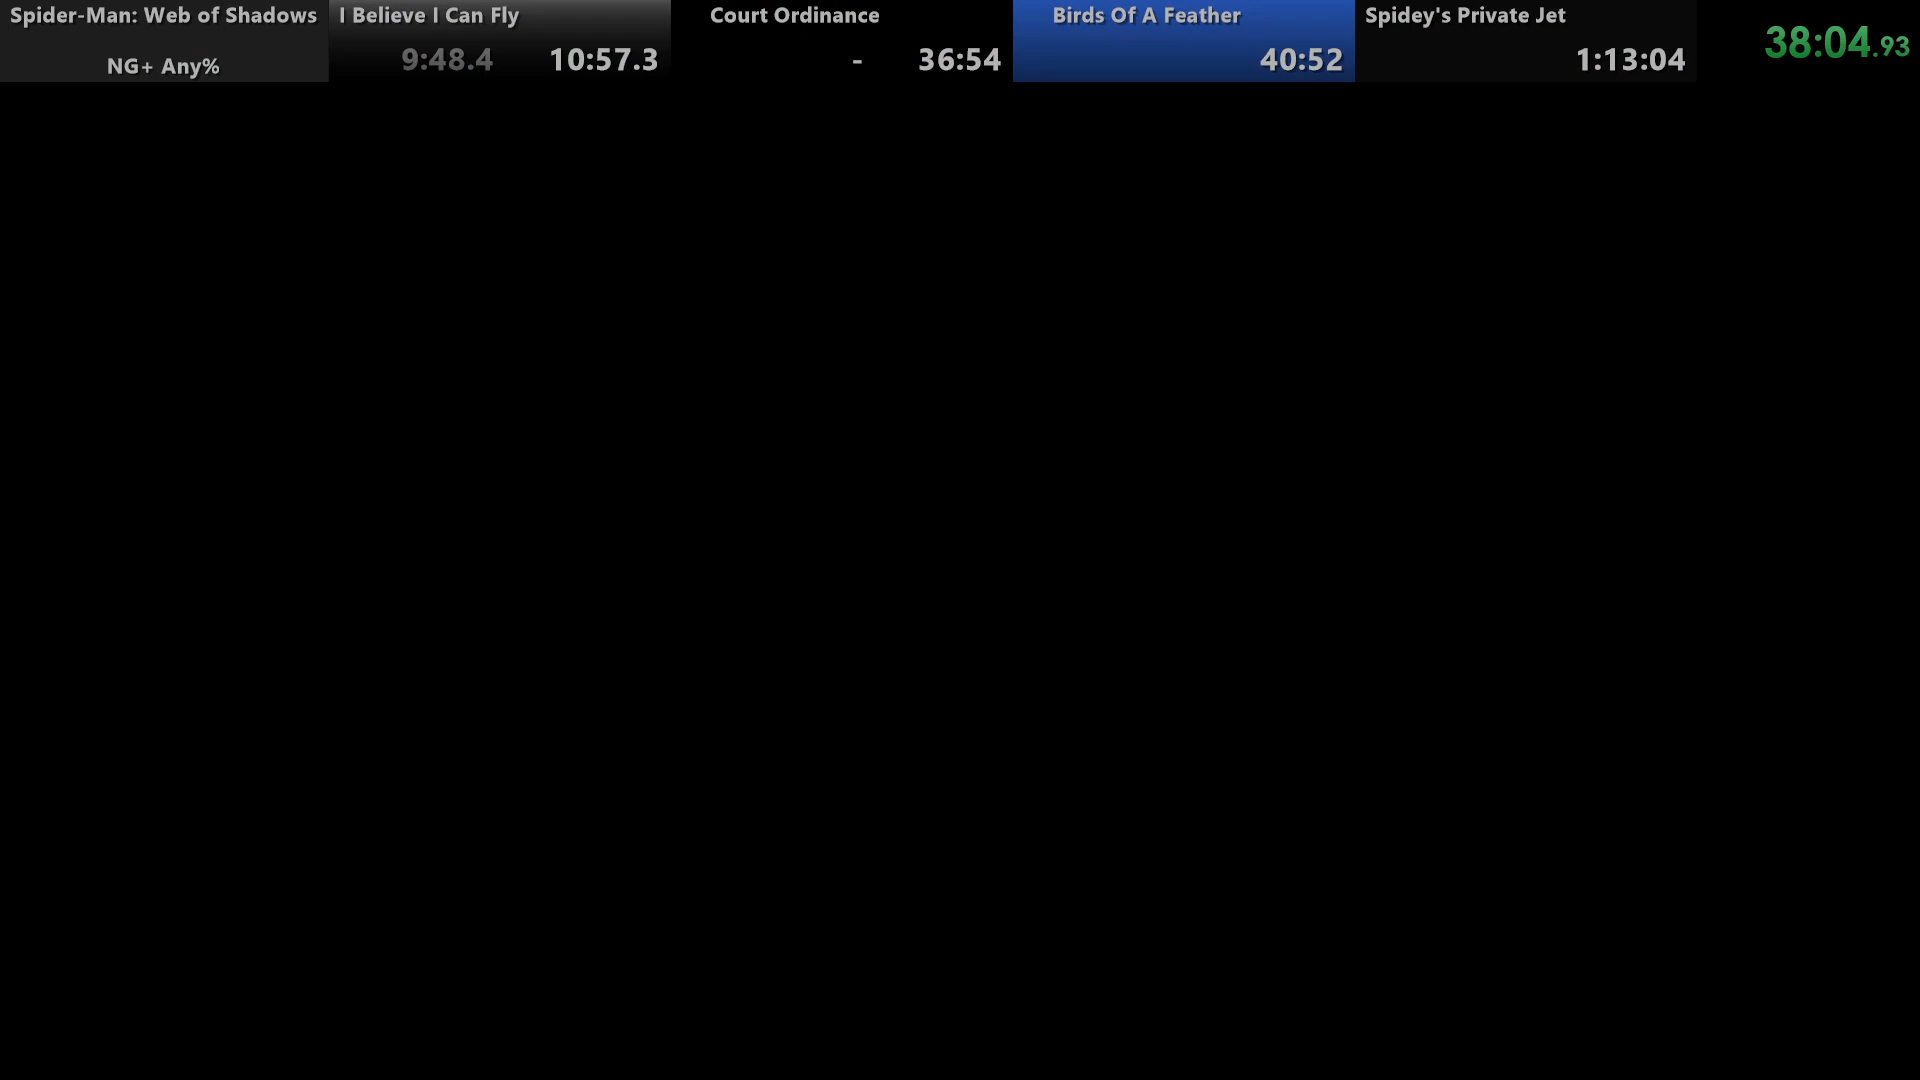 Spider-Man: Web of Shadows
NG+ Any%
I Believe I Can Fly
9:48.4 10:57.3
Court Ordinance
- 36:54
Birds Of A Feather
40:52
Spidey's Private Jet
1:13:04
38:04.93